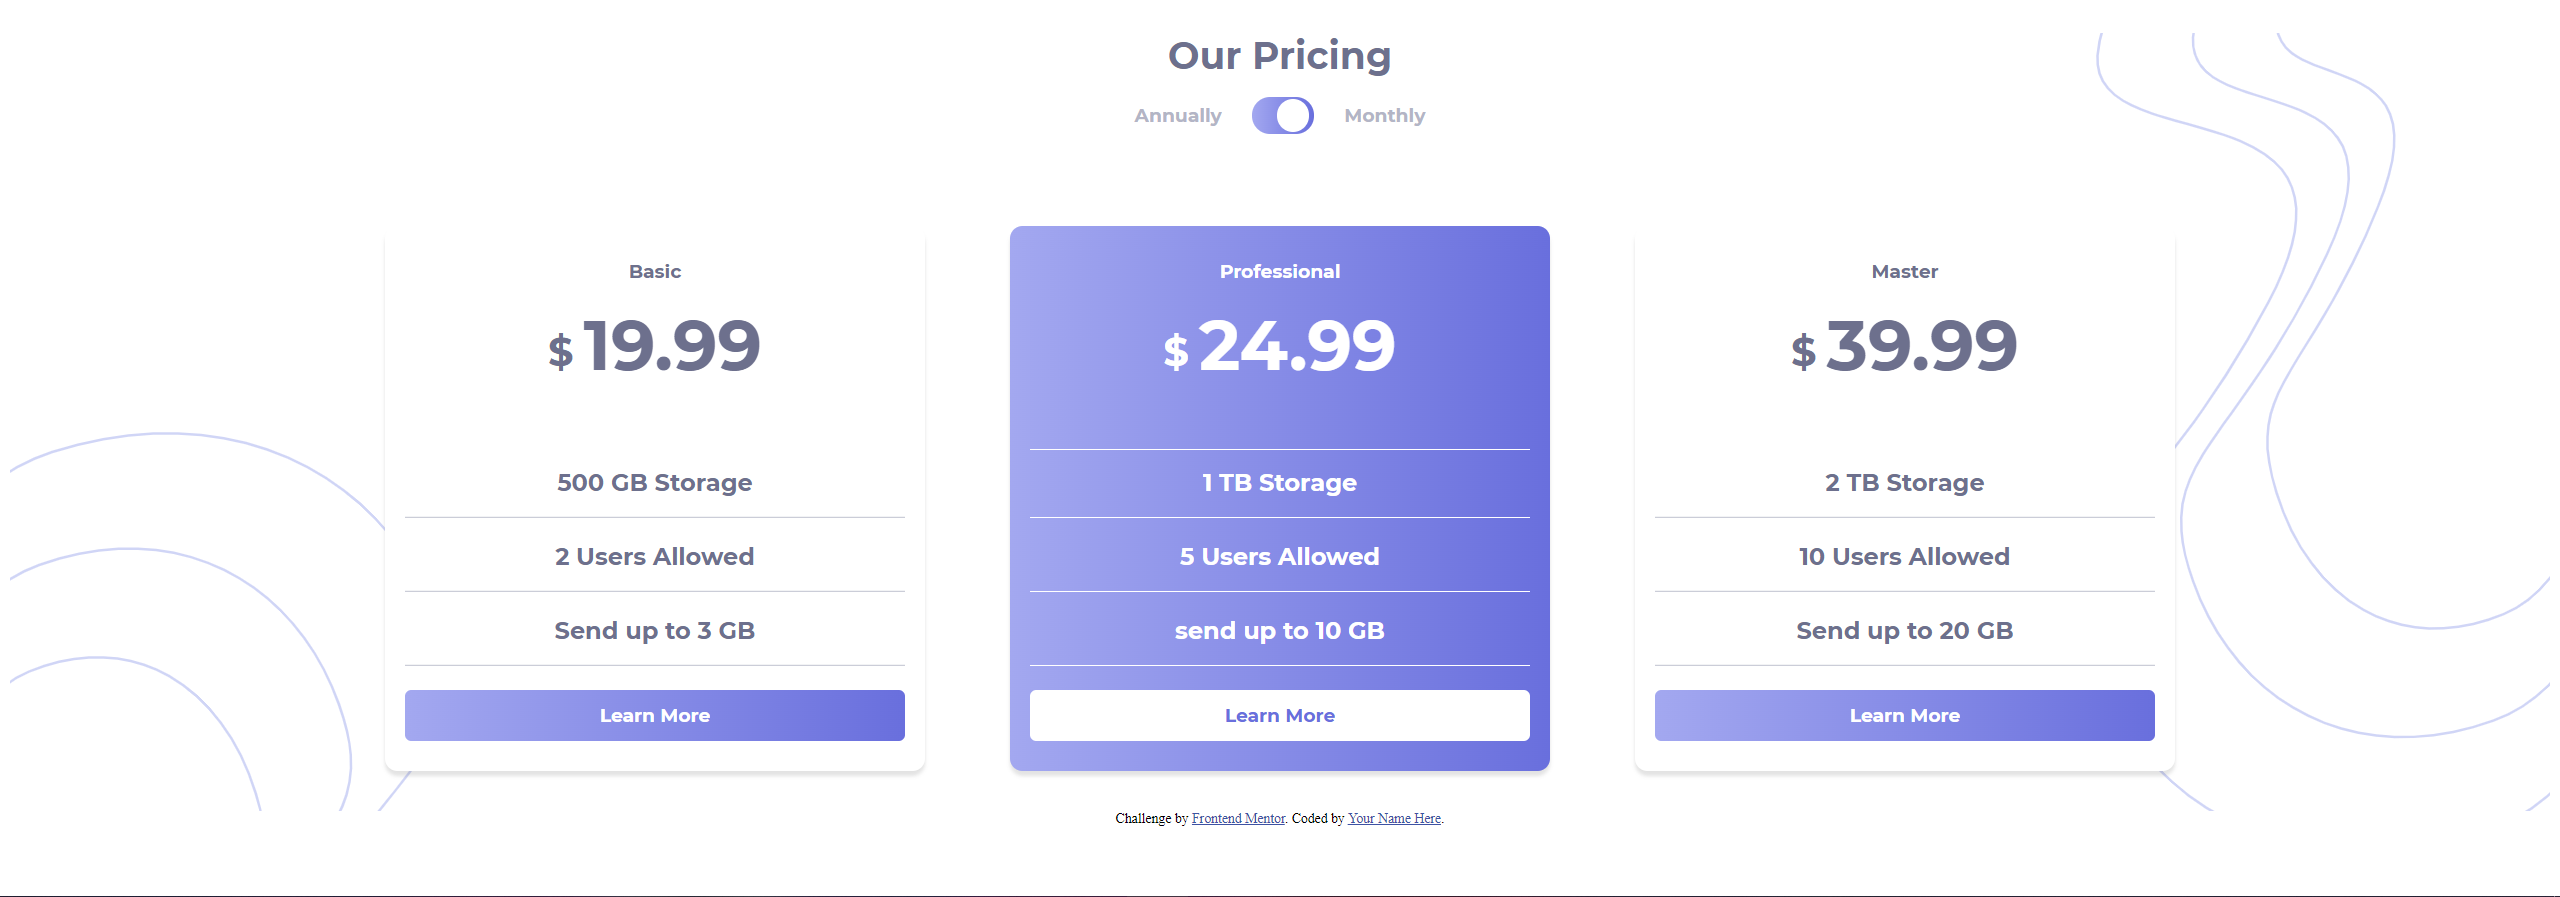 Our Pricing
Annually Monthly
Basic
$ 19.99
500 GB Storage
2 Users Allowed
Send up to 3 GB
Learn More
Professional
$ 24.99
1 TB Storage
5 Users Allowed
send up to 10 GB
Learn More
Master
$ 39.99
2 TB Storage
10 Users Allowed
Send up to 20 GB
Learn More
Challenge by Frontend Mentor. Coded by Your Name Here.